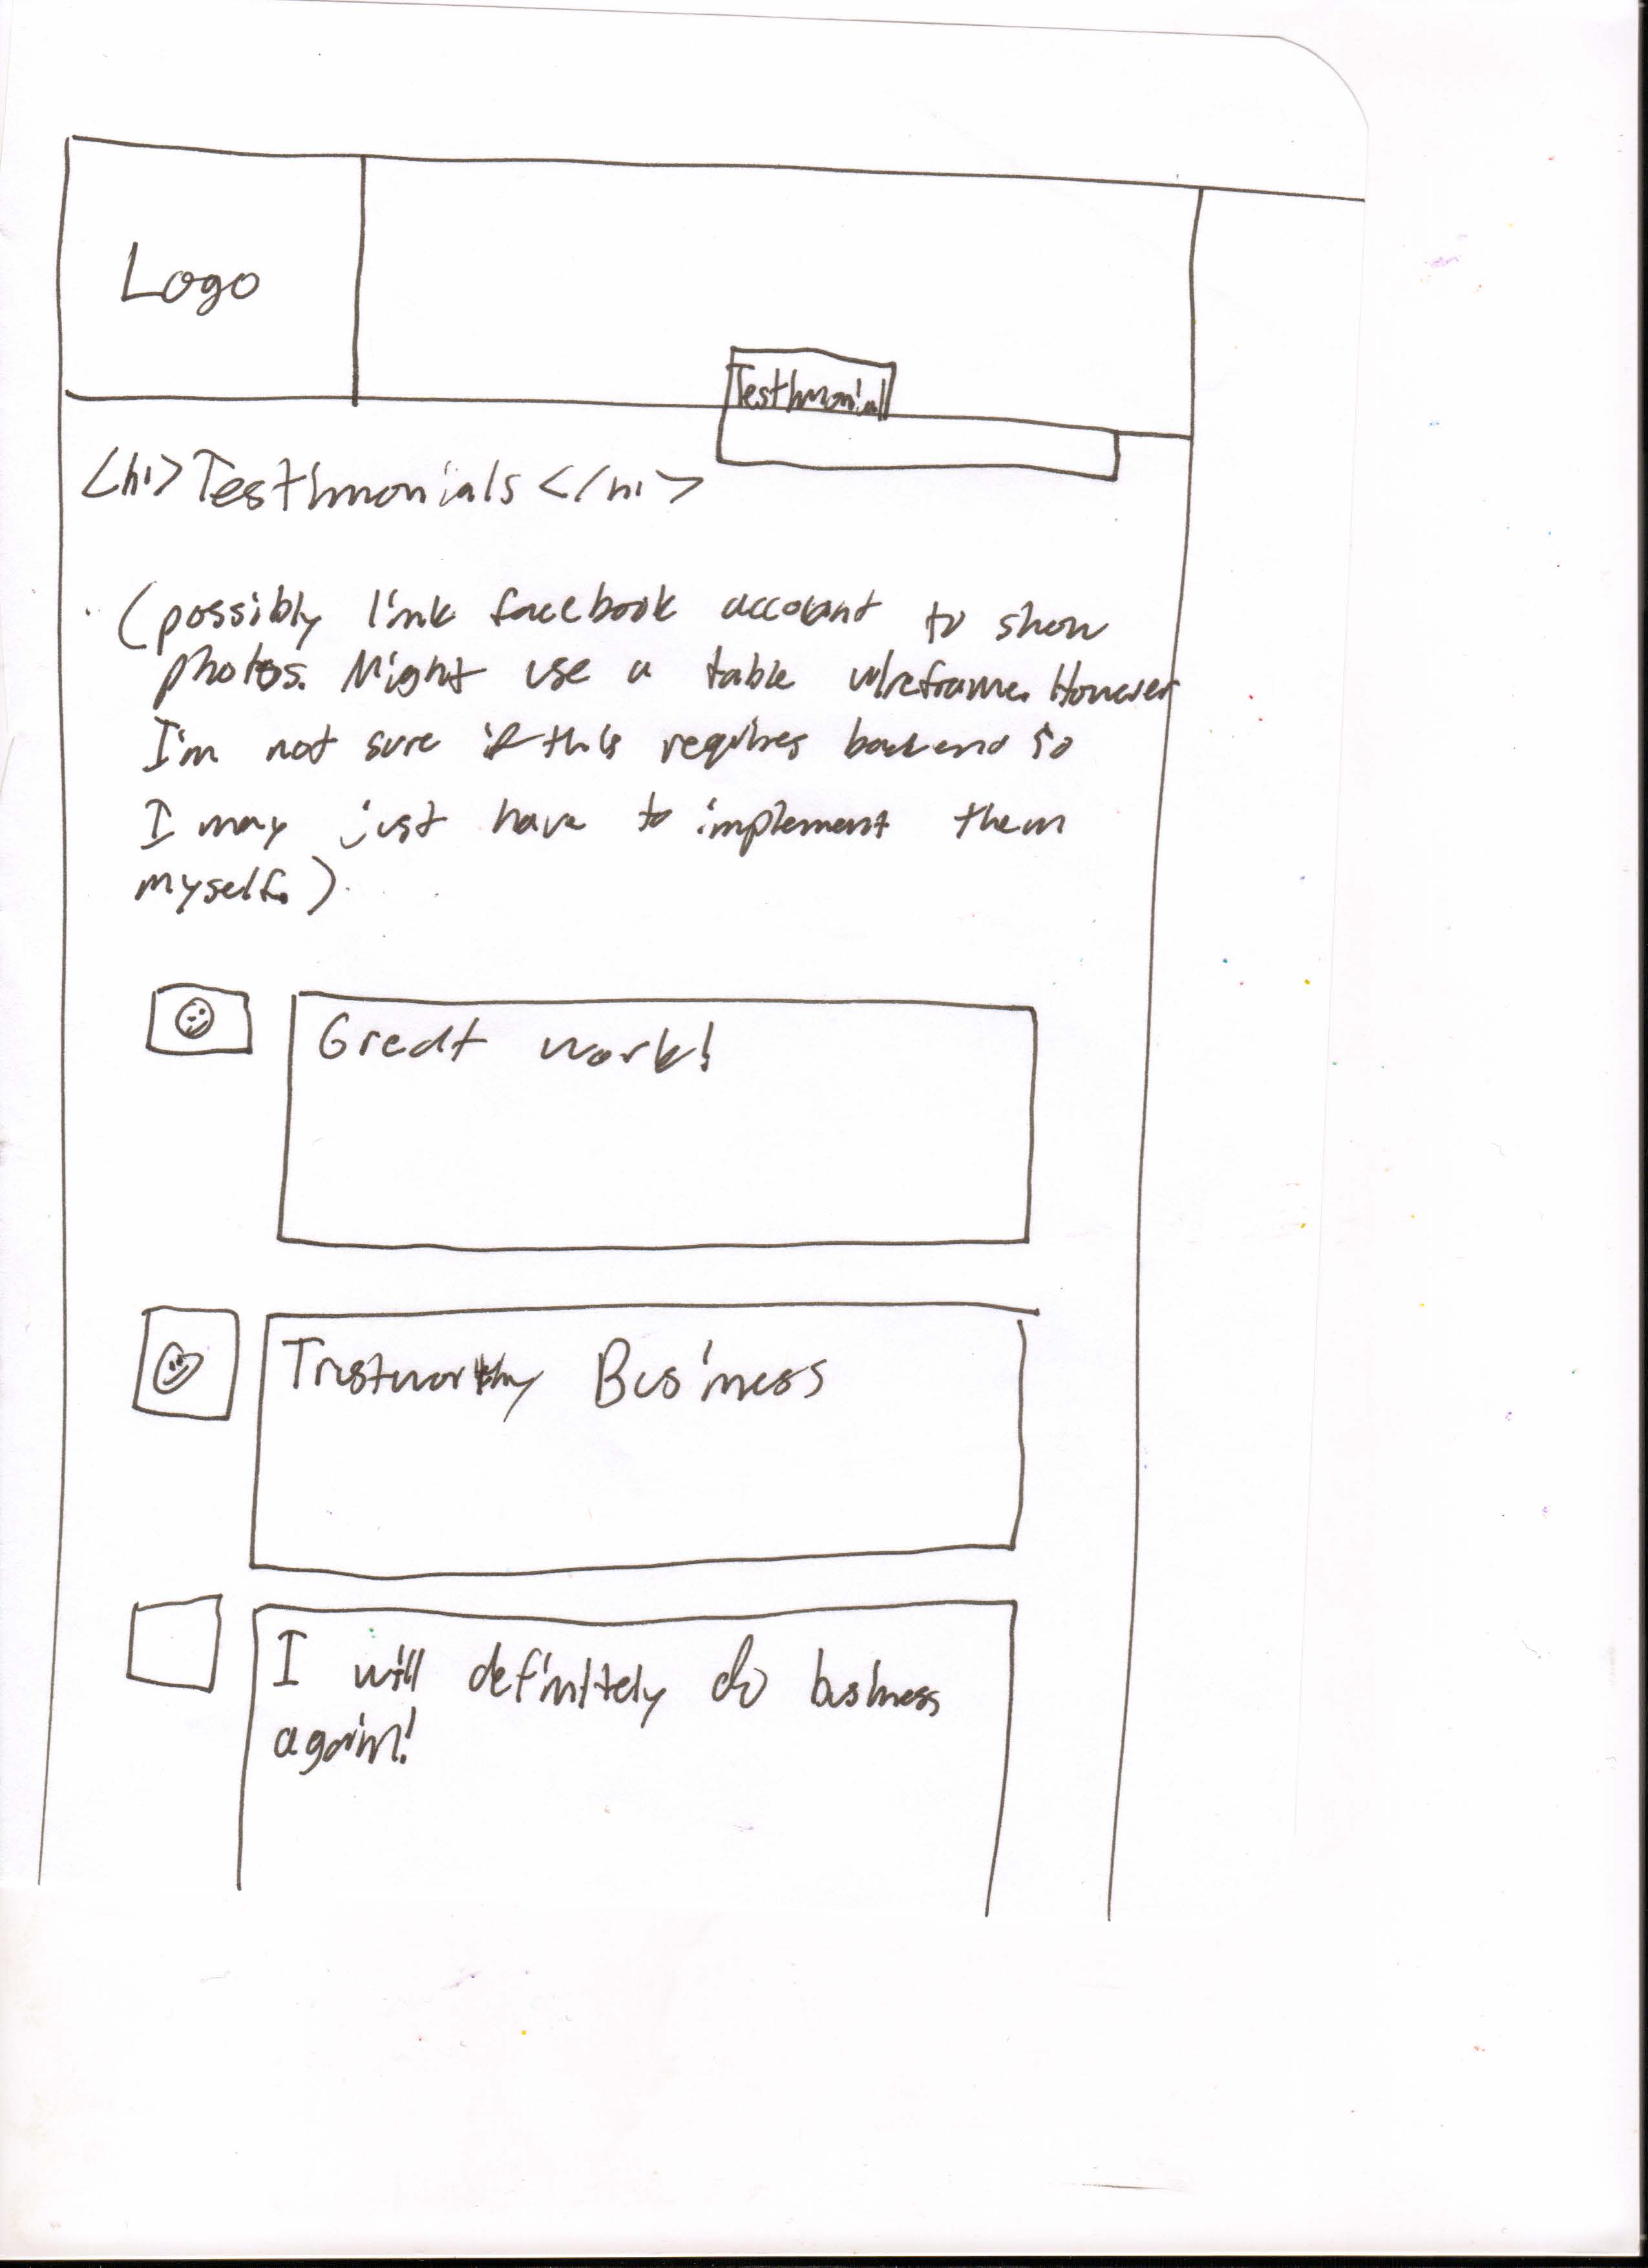 Logo
Testimonial
<h1>Testimonials</h1>
(possibly link facebook account to show
photos. Might use a table wireframe. However
I'm not sure if this requires backend so
I may just have to implement them
myself.)
Great work!
Trustworthy Business
I will definitely do business
again!